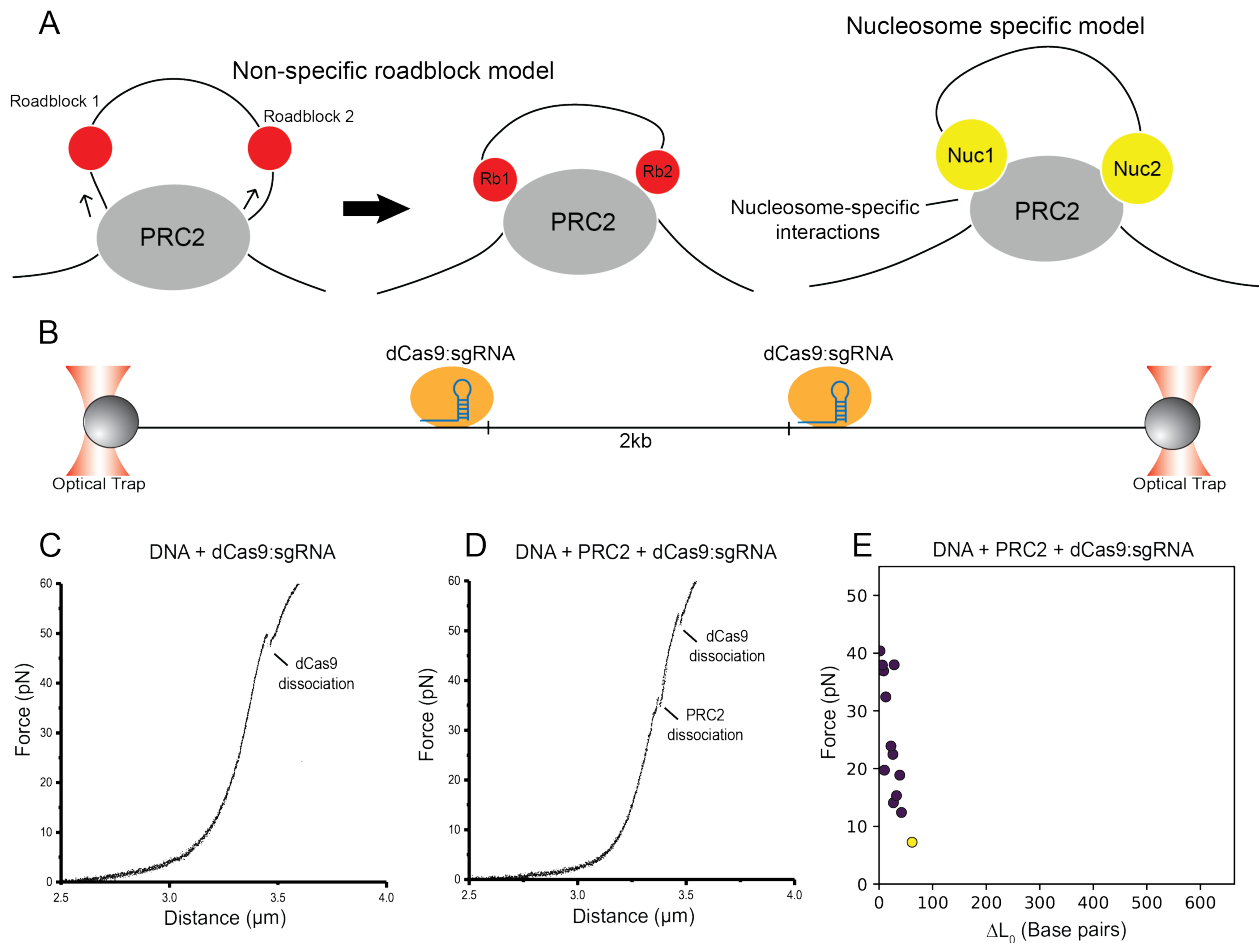 A
Non-specific roadblock model
Roadblock 1
Roadblock 2
PRC2
Rb1
Rb2
PRC2
Nucleosome specific model
Nuc1
Nuc2
PRC2
Nucleosome-specific
interactions
B
dCas9:sgRNA
dCas9:sgRNA
2kb
Optical Trap
Optical Trap
C
DNA + dCas9:sgRNA
Force (pN)
60
50
40
30
20
10
0
dCas9
dissociation
2.5
3.0
3.5
4.0
Distance (µm)
D
DNA + PRC2 + dCas9:sgRNA
Force (pN)
60
50
40
30
20
10
0
dCas9
dissociation
PRC2
dissociation
2.5
3.0
3.5
4.0
Distance (µm)
E
DNA + PRC2 + dCas9:sgRNA
Force (pN)
50
40
30
20
10
0
0
100
200
300
400
500
600
ΔL₀ (Base pairs)